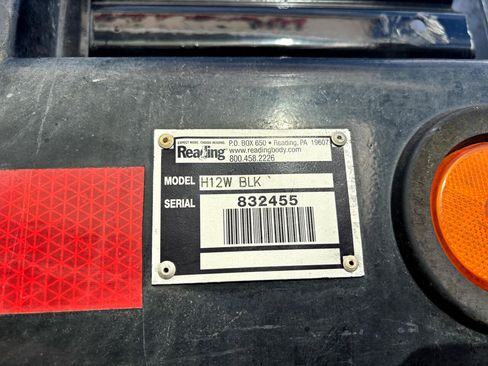 EXPECT MORE. CHOOSE READING.
Reading
P.O. BOX 650 • Reading, PA 19607
www.readingbody.com
800.458.2226
MODEL H12W BLK
SERIAL 832455